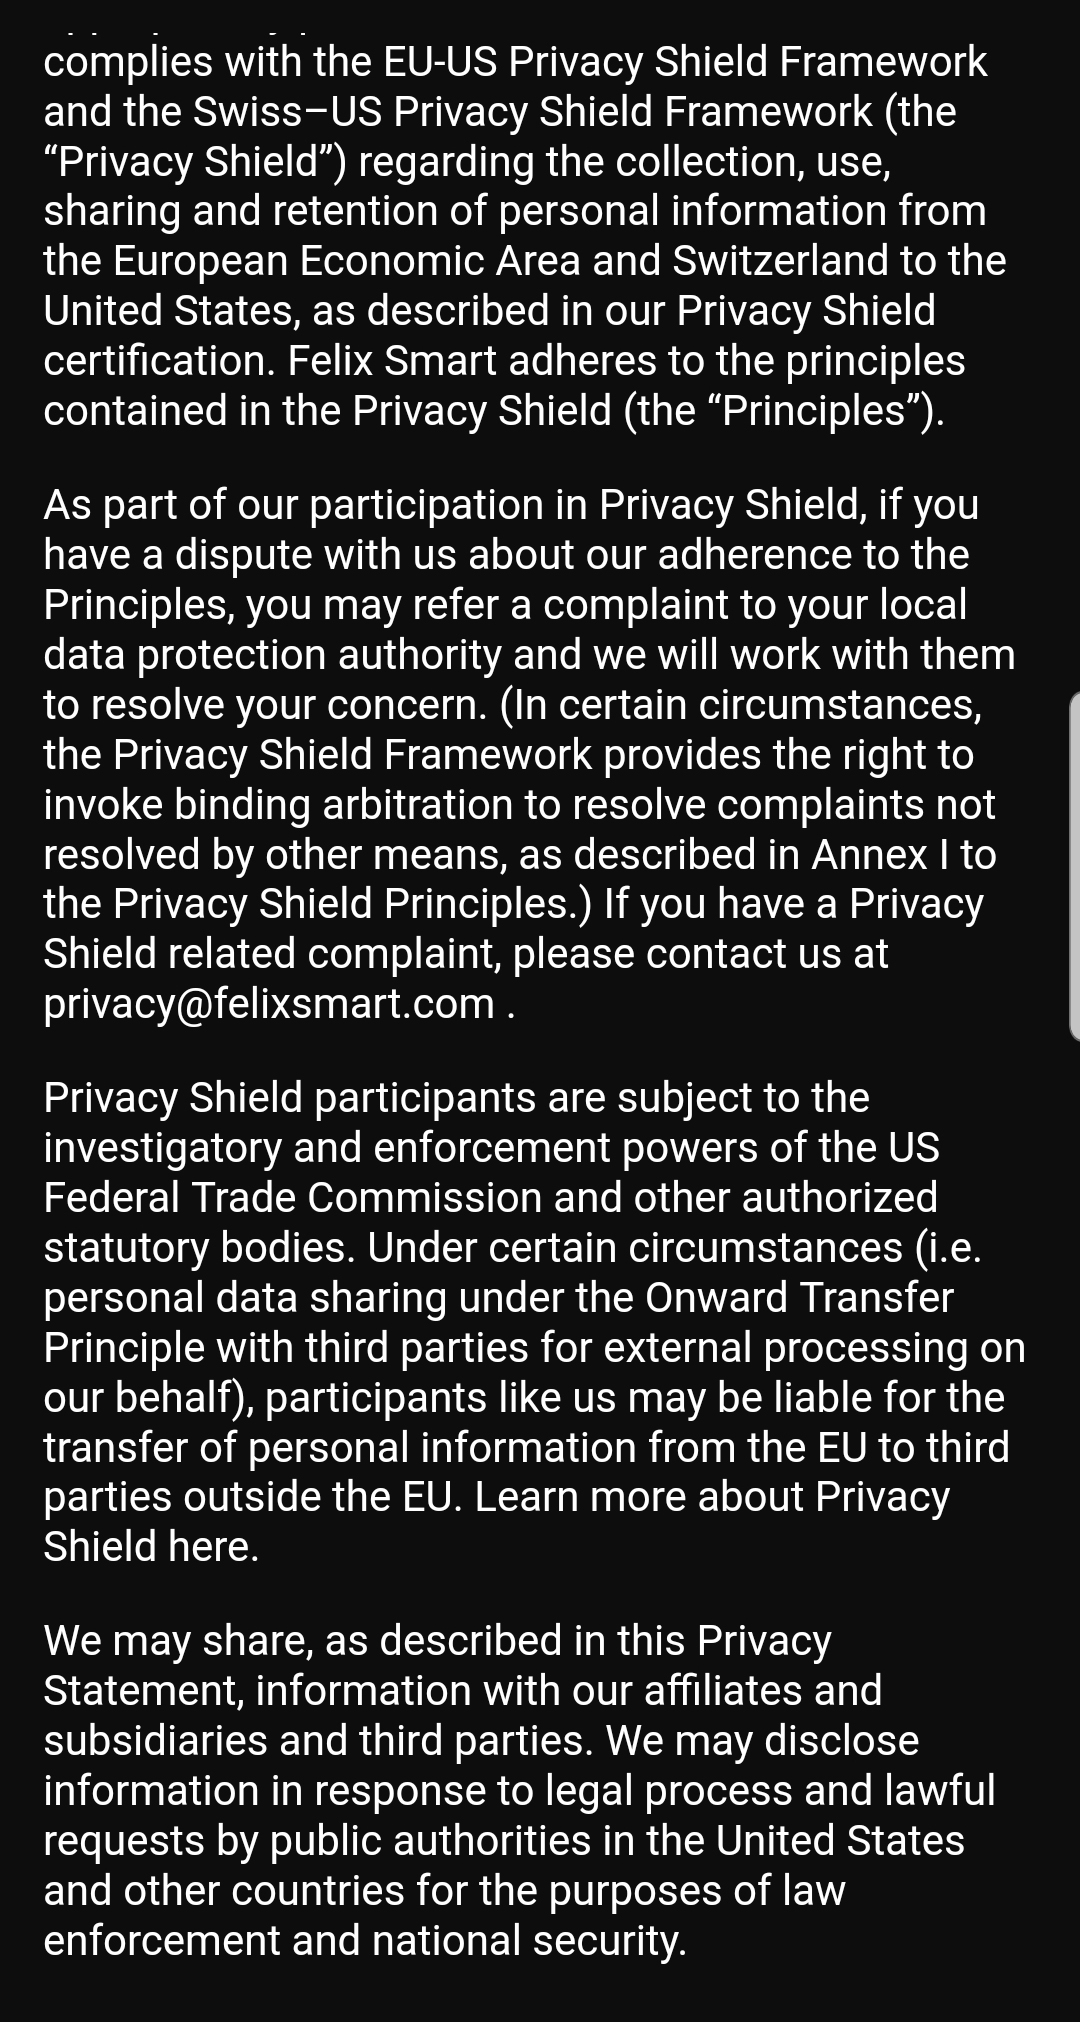 complies with the EU-US Privacy Shield Framework
and the Swiss–US Privacy Shield Framework (the
“Privacy Shield”) regarding the collection, use,
sharing and retention of personal information from
the European Economic Area and Switzerland to the
United States, as described in our Privacy Shield
certification. Felix Smart adheres to the principles
contained in the Privacy Shield (the “Principles”).
As part of our participation in Privacy Shield, if you
have a dispute with us about our adherence to the
Principles, you may refer a complaint to your local
data protection authority and we will work with them
to resolve your concern. (In certain circumstances,
the Privacy Shield Framework provides the right to
invoke binding arbitration to resolve complaints not
resolved by other means, as described in Annex I to
the Privacy Shield Principles.) If you have a Privacy
Shield related complaint, please contact us at
privacy@felixsmart.com .
Privacy Shield participants are subject to the
investigatory and enforcement powers of the US
Federal Trade Commission and other authorized
statutory bodies. Under certain circumstances (i.e.
personal data sharing under the Onward Transfer
Principle with third parties for external processing on
our behalf), participants like us may be liable for the
transfer of personal information from the EU to third
parties outside the EU. Learn more about Privacy
Shield here.
We may share, as described in this Privacy
Statement, information with our affiliates and
subsidiaries and third parties. We may disclose
information in response to legal process and lawful
requests by public authorities in the United States
and other countries for the purposes of law
enforcement and national security.